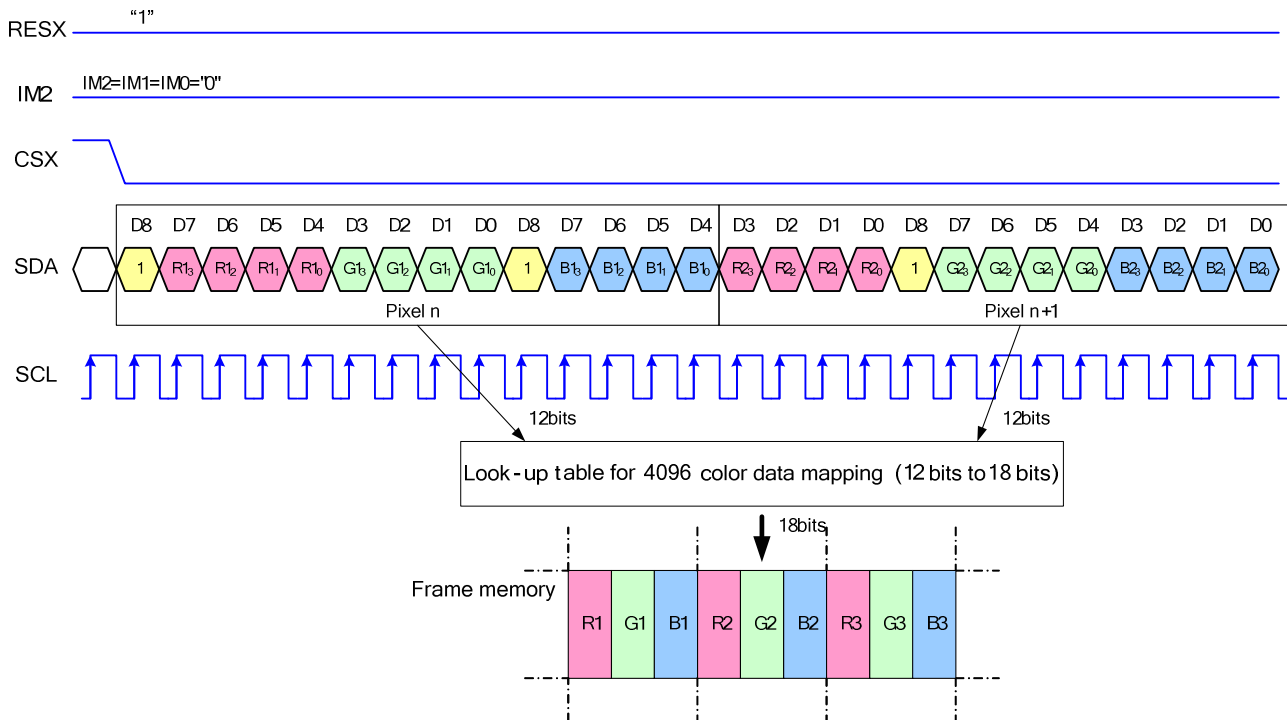 RESX
“1”
IM2
IM2=IM1=IM0="0"
CSX
D8 D7 D6 D5 D4 D3 D2 D1 D0 D8 D7 D6 D5 D4 D3 D2 D1 D0 D8 D7 D6 D5 D4 D3 D2 D1 D0
SDA
1 R1₃ R1₂ R1₁ R1₀ G1₃ G1₂ G1₁ G1₀ 1 B1₃ B1₂ B1₁ B1₀ R2₃ R2₂ R2₁ R2₀ 1 G2₃ G2₂ G2₁ G2₀ B2₃ B2₂ B2₁ B2₀
Pixel n
Pixel n+1
SCL
12bits
12bits
Look-up table for 4096 color data mapping (12 bits to 18 bits)
18bits
Frame memory
R1 G1 B1 R2 G2 B2 R3 G3 B3